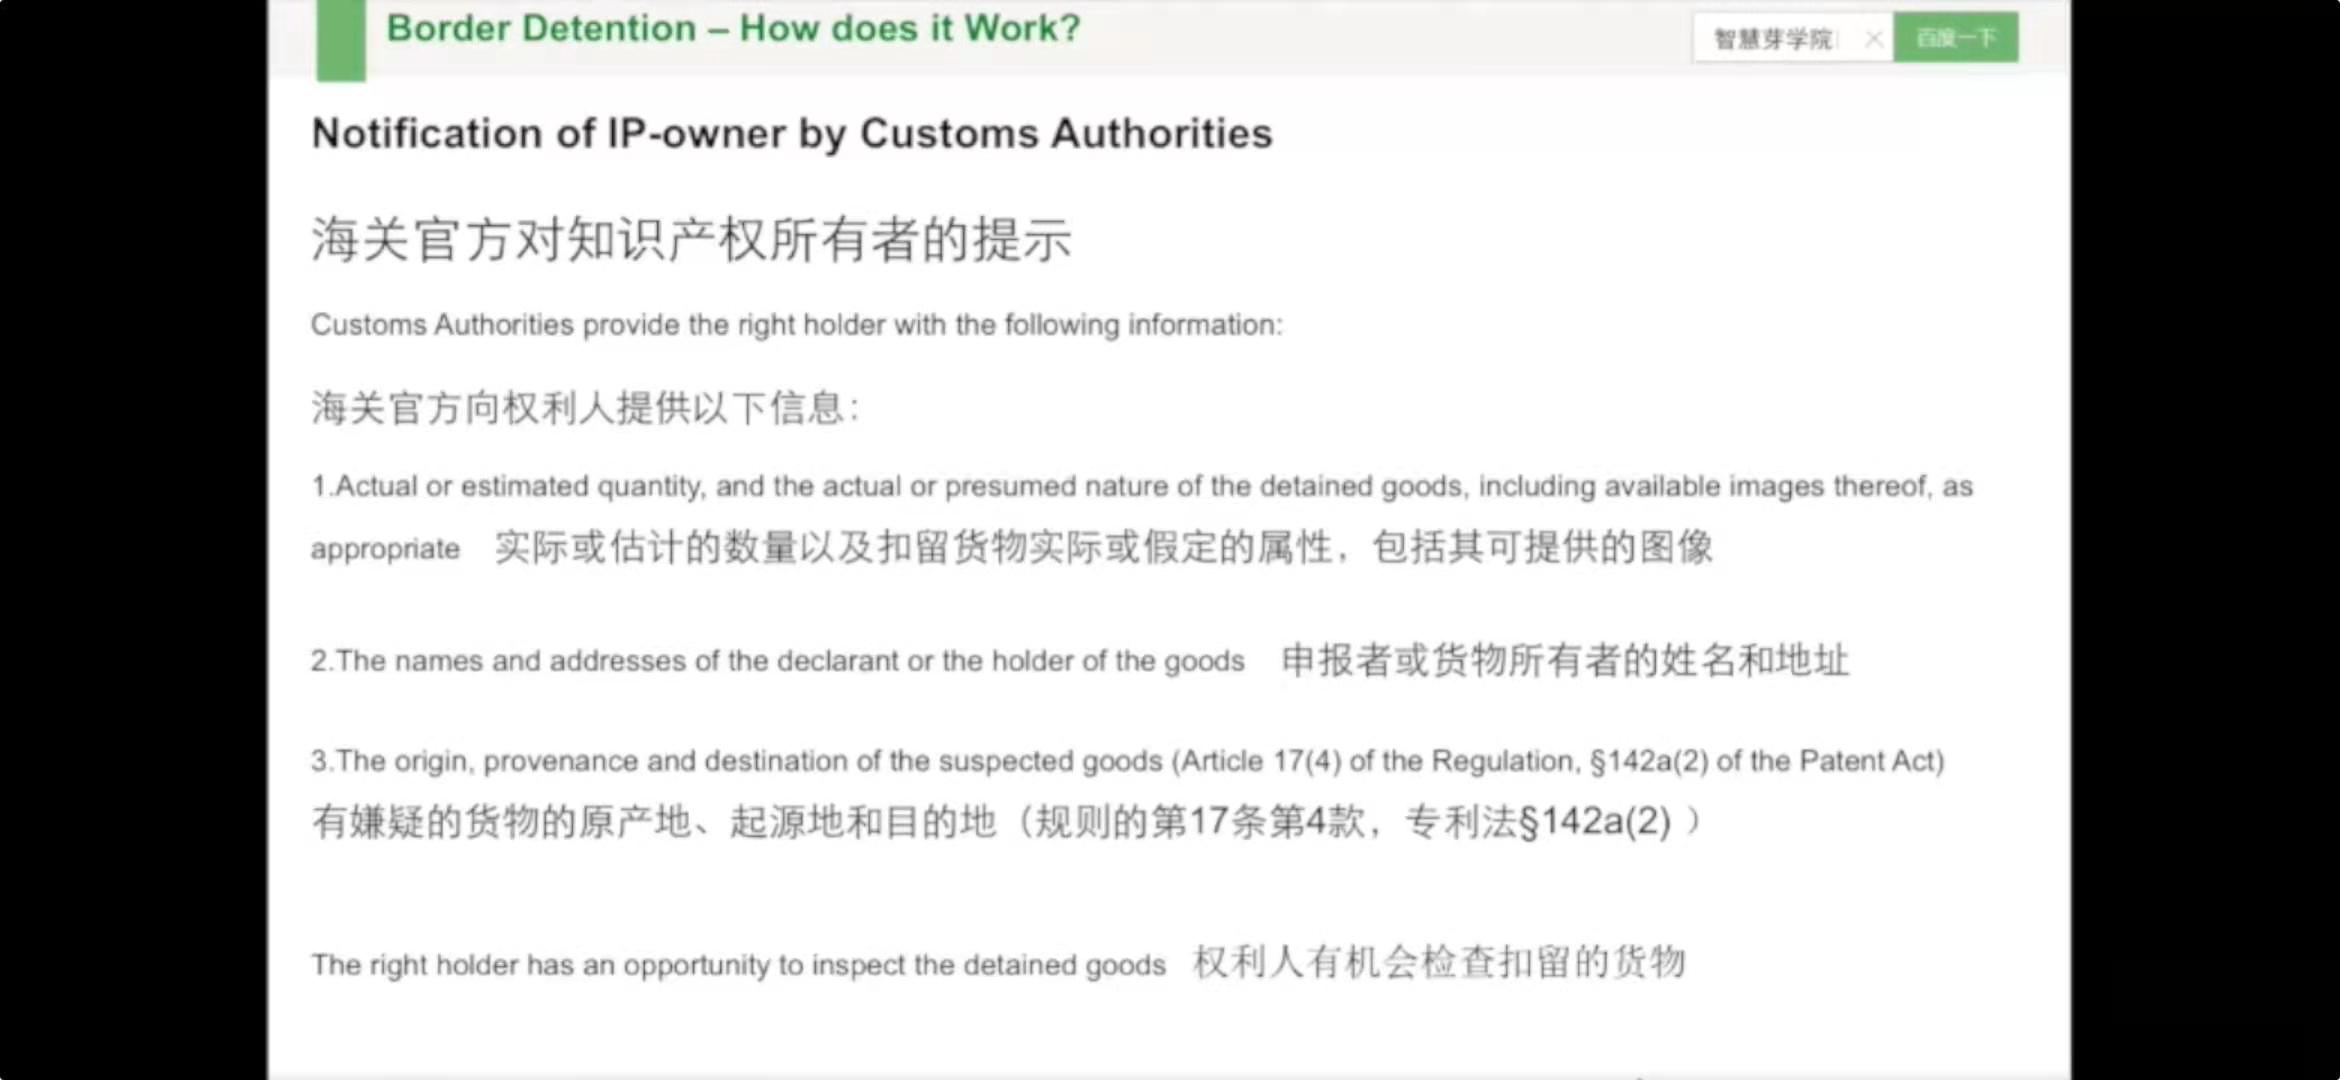 Border Detention – How does it Work?
智慧芽学院 × 百度一下
Notification of IP-owner by Customs Authorities
海关官方对知识产权所有者的提示
Customs Authorities provide the right holder with the following information:
海关官方向权利人提供以下信息：
1.Actual or estimated quantity, and the actual or presumed nature of the detained goods, including available images thereof, as
appropriate 实际或估计的数量以及扣留货物实际或假定的属性，包括其可提供的图像
2.The names and addresses of the declarant or the holder of the goods 申报者或货物所有者的姓名和地址
3.The origin, provenance and destination of the suspected goods (Article 17(4) of the Regulation, §142a(2) of the Patent Act)
有嫌疑的货物的原产地、起源地和目的地（规则的第17条第4款，专利法§142a(2) ）
The right holder has an opportunity to inspect the detained goods 权利人有机会检查扣留的货物